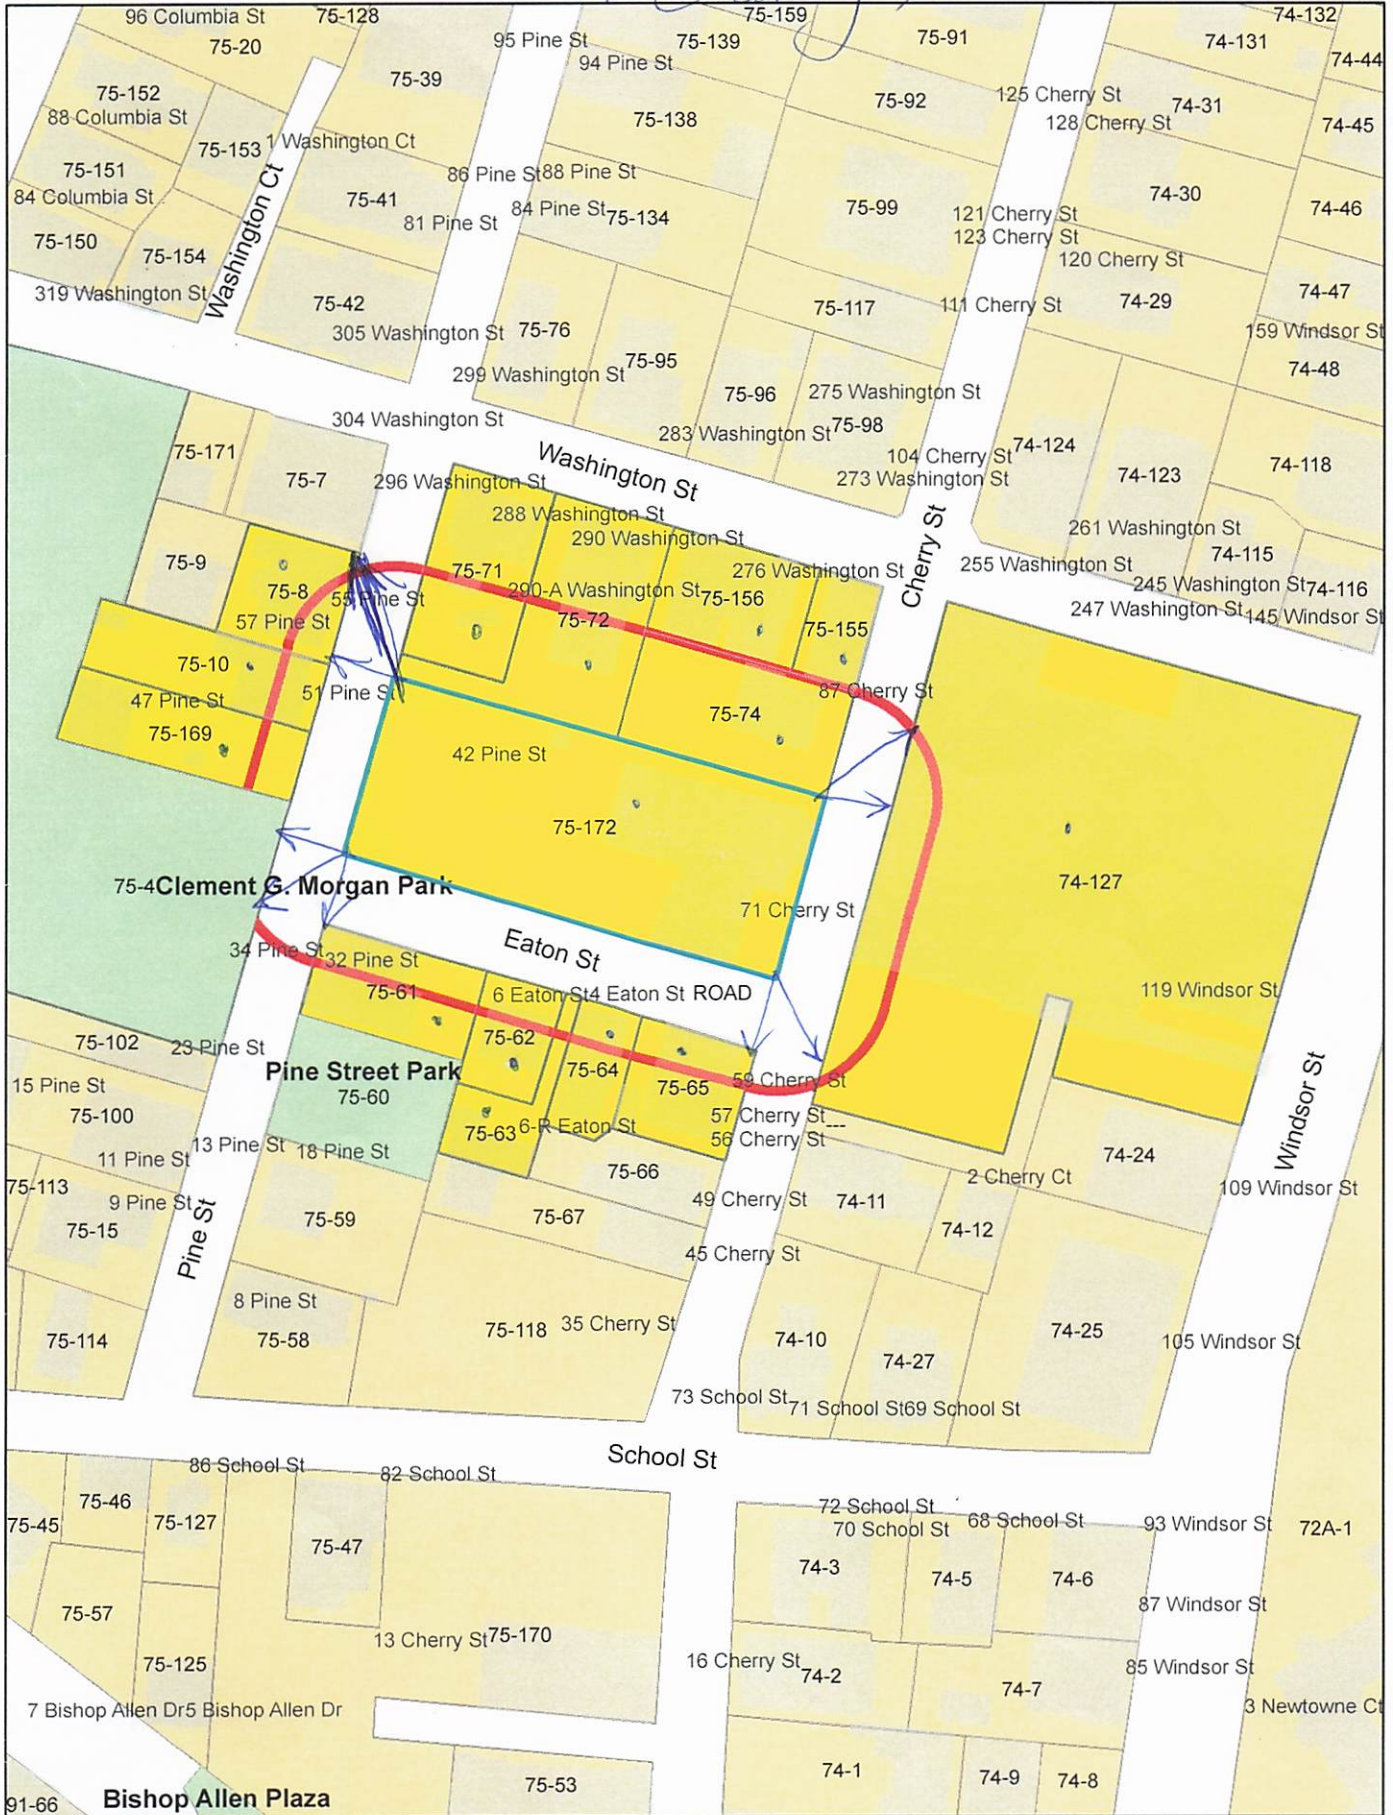 96 Columbia St
75-128
75-159
74-132
75-20
95 Pine St
75-139
75-91
74-131
94 Pine St
74-44
75-39
75-152
125 Cherry St
75-92
74-31
88 Columbia St
75-138
128 Cherry St
74-45
75-153
1 Washington Ct
75-151
86 Pine St
88 Pine St
84 Columbia St
75-41
74-30
84 Pine St
75-134
75-99
121 Cherry St
74-46
81 Pine St
123 Cherry St
75-150
75-154
Washington Ct
120 Cherry St
319 Washington St
75-42
75-117
111 Cherry St
74-29
74-47
305 Washington St
75-76
159 Windsor St
75-95
74-48
299 Washington St
75-96
275 Washington St
304 Washington St
283 Washington St
75-98
75-171
Washington St
104 Cherry St
74-124
75-7
296 Washington St
273 Washington St
74-123
74-118
288 Washington St
290 Washington St
261 Washington St
Cherry St
75-9
75-71
276 Washington St
255 Washington St
74-115
75-8
55 Pine St
290-A Washington St
75-156
245 Washington St
74-116
57 Pine St
75-72
75-155
247 Washington St
145 Windsor St
75-10
51 Pine St
87 Cherry St
47 Pine St
75-74
75-169
42 Pine St
75-172
75-4
Clement G. Morgan Park
74-127
71 Cherry St
34 Pine St
32 Pine St
Eaton St
75-61
6 Eaton St
4 Eaton St
ROAD
119 Windsor St
75-102
23 Pine St
75-62
Pine Street Park
75-64
15 Pine St
75-60
75-65
59 Cherry St
Windsor St
75-100
57 Cherry St
---
13 Pine St
18 Pine St
75-63
6-R Eaton St
56 Cherry St
11 Pine St
75-66
74-24
75-113
2 Cherry Ct
9 Pine St
49 Cherry St
74-11
109 Windsor St
75-15
75-59
75-67
74-12
Pine St
45 Cherry St
8 Pine St
75-114
75-58
75-118
35 Cherry St
74-10
74-25
105 Windsor St
74-27
73 School St
71 School St
69 School St
School St
86 School St
82 School St
75-46
72 School St
75-45
75-127
70 School St
68 School St
93 Windsor St
72A-1
75-47
74-3
74-5
74-6
75-57
87 Windsor St
13 Cherry St
75-170
75-125
16 Cherry St
74-2
85 Windsor St
74-7
7 Bishop Allen Dr
5 Bishop Allen Dr
3 Newtowne Ct
75-53
74-1
74-9
74-8
91-66
Bishop Allen Plaza